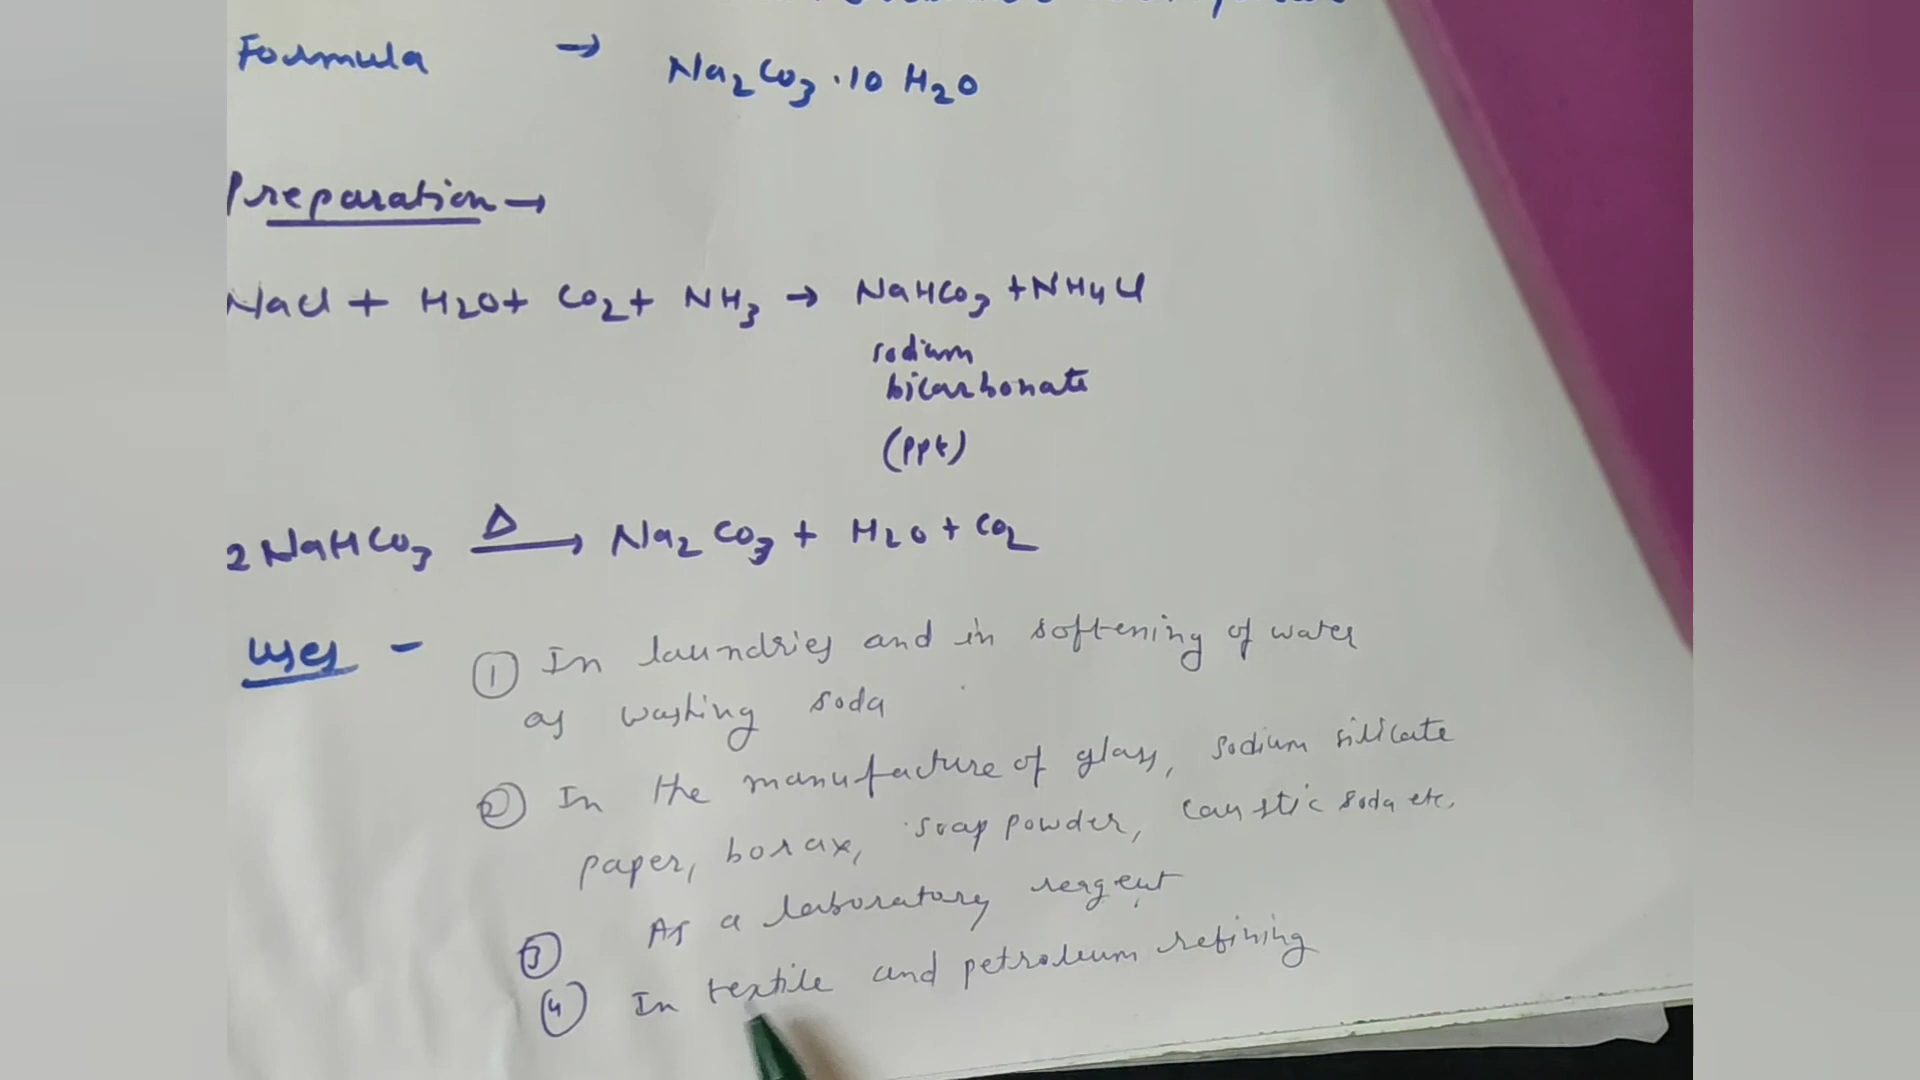 Formula → Na2CO3·10H2O
Preparation →
NaCl + H2O + CO2 + NH3 → NaHCO3 + NH4Cl
sodium
bicarbonate
(ppt)
2NaHCO3 Δ→ Na2CO3 + H2O + CO2
Uses - ① In laundries and in softening of water
as washing soda
② In the manufacture of glass, sodium silicate
paper, borax, soap powder, caustic soda etc.
③ As a laboratory reagent
④ In textile and petroleum refining